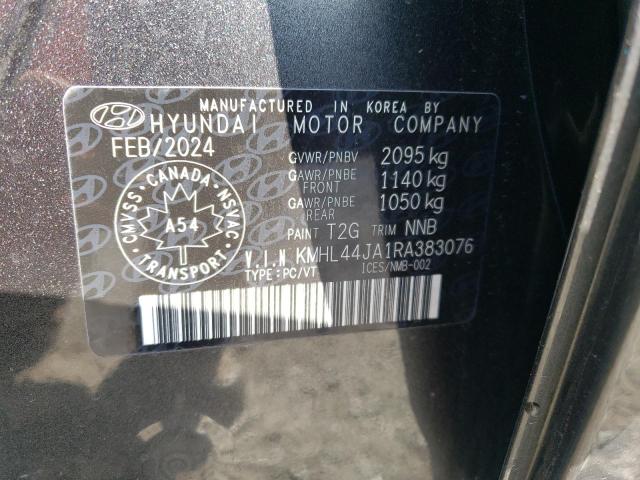 MANUFACTURED IN KOREA BY
HYUNDAI MOTOR COMPANY
FEB/2024
GVWR/PNBV 2095 kg
GAWR/PNBE FRONT 1140 kg
GAWR/PNBE REAR 1050 kg
PAINT T2G TRIM NNB
V.I.N KMHL44JA1RA383076
TYPE:PC/VT ICES/NMB-002
CANADA
CMVSS NSVAC
A54
TRANSPORT